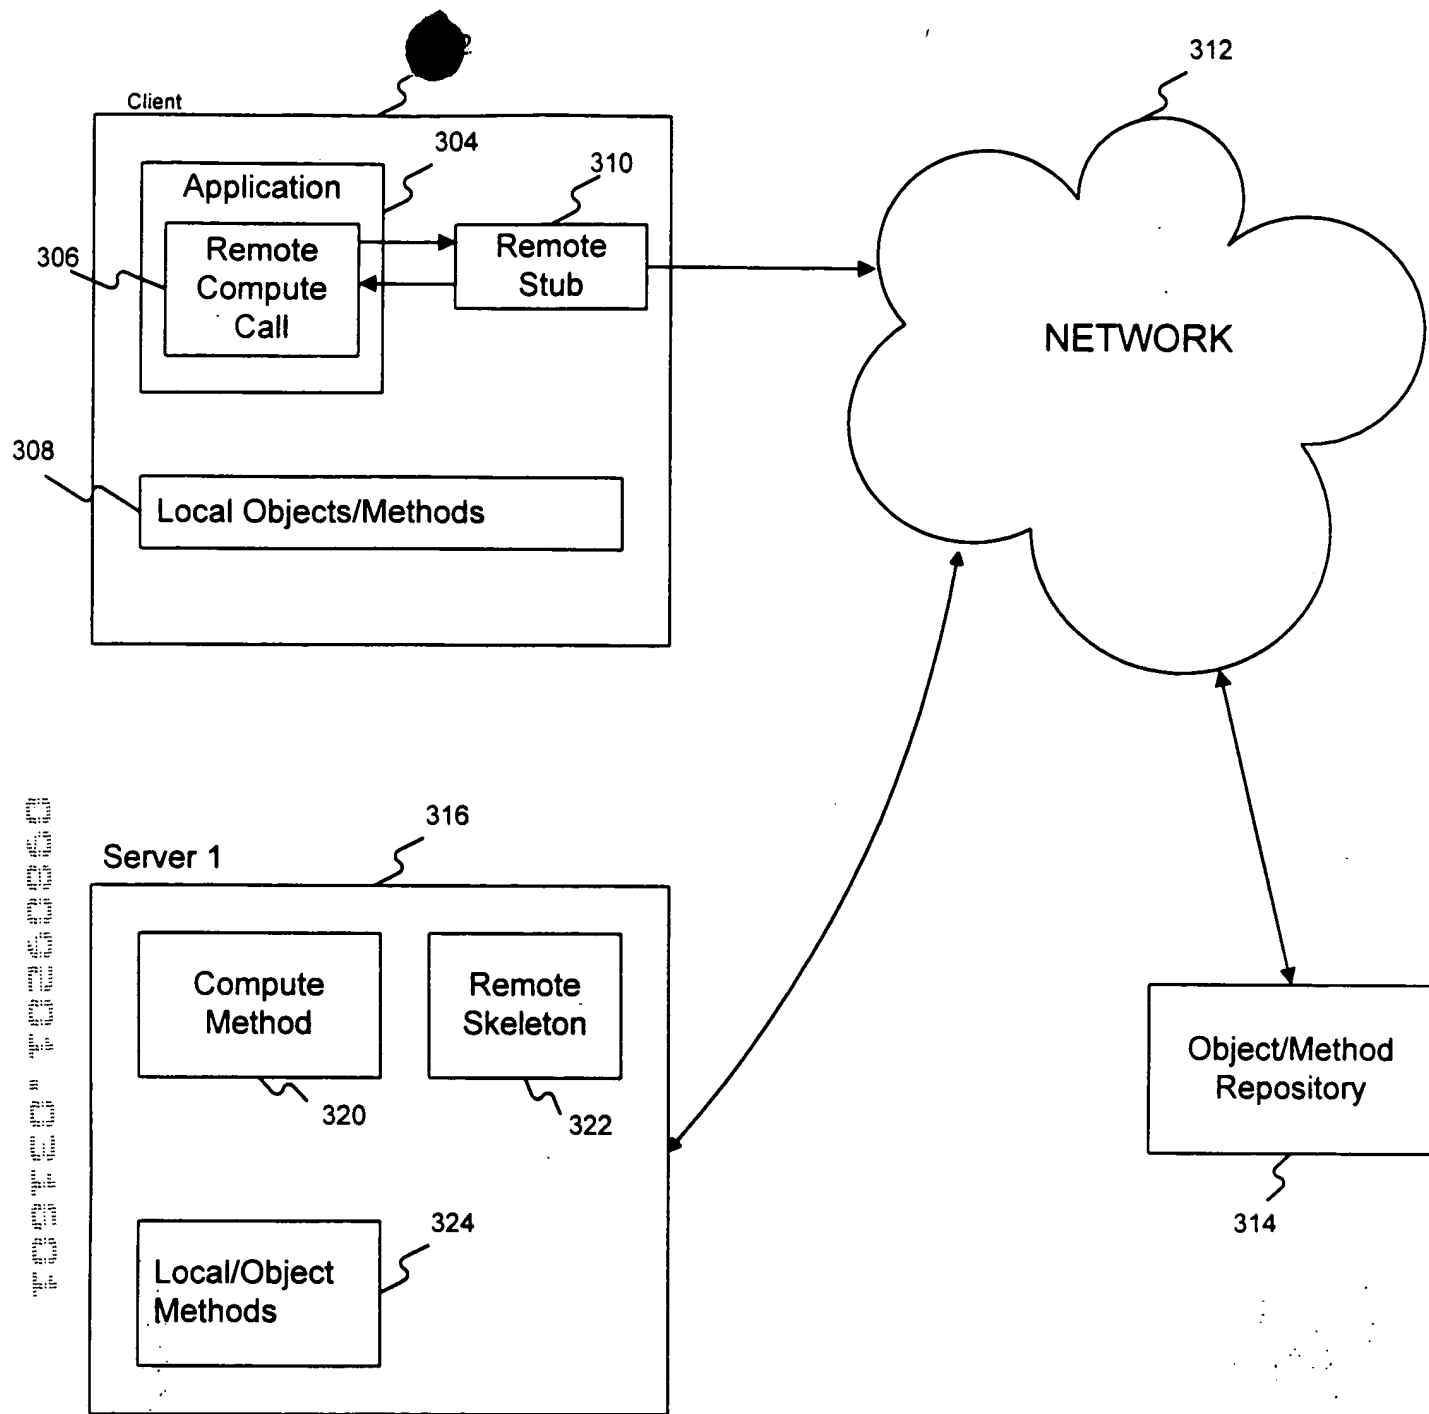 312
Client
304
310
Application
Remote
Compute
Call
Remote
Stub
306
NETWORK
308
Local Objects/Methods
316
Server 1
Compute
Method
Remote
Skeleton
320
322
Object/Method
Repository
314
324
Local/Object
Methods